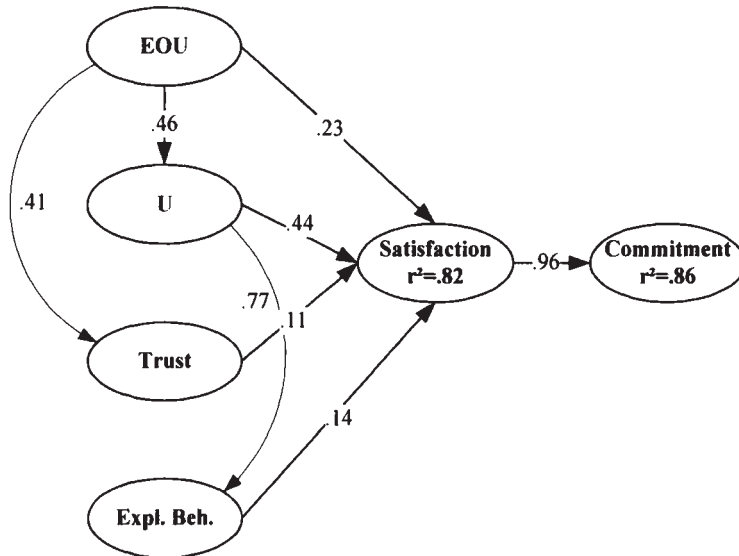 EOU
.46
.23
.41
U
.44
Satisfaction
r²=.82
.96
Commitment
r²=.86
.77
.11
Trust
.14
Expl. Beh.